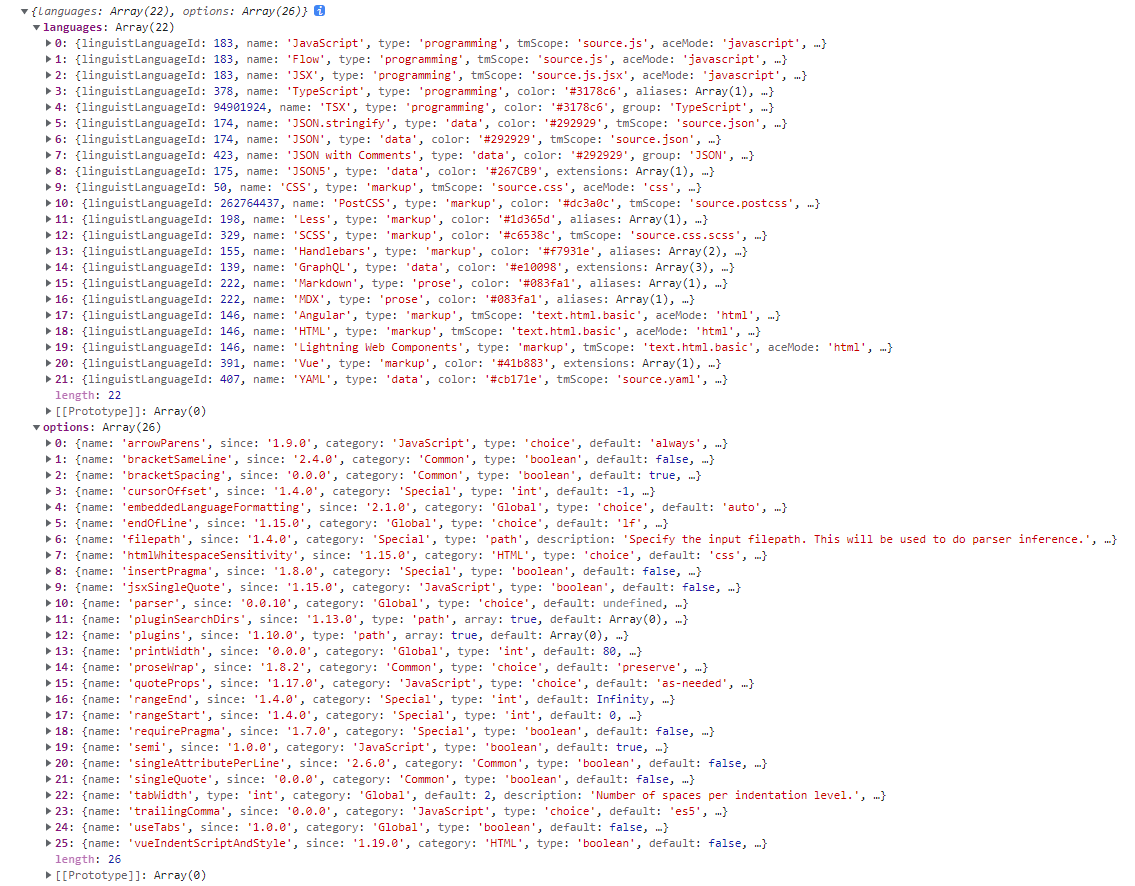 {languages: Array(22), options: Array(26)} i
languages: Array(22)
0: {linguistLanguageId: 183, name: 'JavaScript', type: 'programming', tmScope: 'source.js', aceMode: 'javascript', …}
1: {linguistLanguageId: 183, name: 'Flow', type: 'programming', tmScope: 'source.js', aceMode: 'javascript', …}
2: {linguistLanguageId: 183, name: 'JSX', type: 'programming', tmScope: 'source.js.jsx', aceMode: 'javascript', …}
3: {linguistLanguageId: 378, name: 'TypeScript', type: 'programming', color: '#3178c6', aliases: Array(1), …}
4: {linguistLanguageId: 94901924, name: 'TSX', type: 'programming', color: '#3178c6', group: 'TypeScript', …}
5: {linguistLanguageId: 174, name: 'JSON.stringify', type: 'data', color: '#292929', tmScope: 'source.json', …}
6: {linguistLanguageId: 174, name: 'JSON', type: 'data', color: '#292929', tmScope: 'source.json', …}
7: {linguistLanguageId: 423, name: 'JSON with Comments', type: 'data', color: '#292929', group: 'JSON', …}
8: {linguistLanguageId: 175, name: 'JSON5', type: 'data', color: '#267CB9', extensions: Array(1), …}
9: {linguistLanguageId: 50, name: 'CSS', type: 'markup', tmScope: 'source.css', aceMode: 'css', …}
10: {linguistLanguageId: 262764437, name: 'PostCSS', type: 'markup', color: '#dc3a0c', tmScope: 'source.postcss', …}
11: {linguistLanguageId: 198, name: 'Less', type: 'markup', color: '#1d365d', aliases: Array(1), …}
12: {linguistLanguageId: 329, name: 'SCSS', type: 'markup', color: '#c6538c', tmScope: 'source.css.scss', …}
13: {linguistLanguageId: 155, name: 'Handlebars', type: 'markup', color: '#f7931e', aliases: Array(2), …}
14: {linguistLanguageId: 139, name: 'GraphQL', type: 'data', color: '#e10098', extensions: Array(3), …}
15: {linguistLanguageId: 222, name: 'Markdown', type: 'prose', color: '#083fa1', aliases: Array(1), …}
16: {linguistLanguageId: 222, name: 'MDX', type: 'prose', color: '#083fa1', aliases: Array(1), …}
17: {linguistLanguageId: 146, name: 'Angular', type: 'markup', tmScope: 'text.html.basic', aceMode: 'html', …}
18: {linguistLanguageId: 146, name: 'HTML', type: 'markup', tmScope: 'text.html.basic', aceMode: 'html', …}
19: {linguistLanguageId: 146, name: 'Lightning Web Components', type: 'markup', tmScope: 'text.html.basic', aceMode: 'html', …}
20: {linguistLanguageId: 391, name: 'Vue', type: 'markup', color: '#41b883', extensions: Array(1), …}
21: {linguistLanguageId: 407, name: 'YAML', type: 'data', color: '#cb171e', tmScope: 'source.yaml', …}
length: 22
[[Prototype]]: Array(0)
options: Array(26)
0: {name: 'arrowParens', since: '1.9.0', category: 'JavaScript', type: 'choice', default: 'always', …}
1: {name: 'bracketSameLine', since: '2.4.0', category: 'Common', type: 'boolean', default: false, …}
2: {name: 'bracketSpacing', since: '0.0.0', category: 'Common', type: 'boolean', default: true, …}
3: {name: 'cursorOffset', since: '1.4.0', category: 'Special', type: 'int', default: -1, …}
4: {name: 'embeddedLanguageFormatting', since: '2.1.0', category: 'Global', type: 'choice', default: 'auto', …}
5: {name: 'endOfLine', since: '1.15.0', category: 'Global', type: 'choice', default: 'lf', …}
6: {name: 'filepath', since: '1.4.0', category: 'Special', type: 'path', description: 'Specify the input filepath. This will be used to do parser inference.', …}
7: {name: 'htmlWhitespaceSensitivity', since: '1.15.0', category: 'HTML', type: 'choice', default: 'css', …}
8: {name: 'insertPragma', since: '1.8.0', category: 'Special', type: 'boolean', default: false, …}
9: {name: 'jsxSingleQuote', since: '1.15.0', category: 'JavaScript', type: 'boolean', default: false, …}
10: {name: 'parser', since: '0.0.10', category: 'Global', type: 'choice', default: undefined, …}
11: {name: 'pluginSearchDirs', since: '1.13.0', type: 'path', array: true, default: Array(0), …}
12: {name: 'plugins', since: '1.10.0', type: 'path', array: true, default: Array(0), …}
13: {name: 'printWidth', since: '0.0.0', category: 'Global', type: 'int', default: 80, …}
14: {name: 'proseWrap', since: '1.8.2', category: 'Common', type: 'choice', default: 'preserve', …}
15: {name: 'quoteProps', since: '1.17.0', category: 'JavaScript', type: 'choice', default: 'as-needed', …}
16: {name: 'rangeEnd', since: '1.4.0', category: 'Special', type: 'int', default: Infinity, …}
17: {name: 'rangeStart', since: '1.4.0', category: 'Special', type: 'int', default: 0, …}
18: {name: 'requirePragma', since: '1.7.0', category: 'Special', type: 'boolean', default: false, …}
19: {name: 'semi', since: '1.0.0', category: 'JavaScript', type: 'boolean', default: true, …}
20: {name: 'singleAttributePerLine', since: '2.6.0', category: 'Common', type: 'boolean', default: false, …}
21: {name: 'singleQuote', since: '0.0.0', category: 'Common', type: 'boolean', default: false, …}
22: {name: 'tabWidth', type: 'int', category: 'Global', default: 2, description: 'Number of spaces per indentation level.', …}
23: {name: 'trailingComma', since: '0.0.0', category: 'JavaScript', type: 'choice', default: 'es5', …}
24: {name: 'useTabs', since: '1.0.0', category: 'Global', type: 'boolean', default: false, …}
25: {name: 'vueIndentScriptAndStyle', since: '1.19.0', category: 'HTML', type: 'boolean', default: false, …}
length: 26
[[Prototype]]: Array(0)